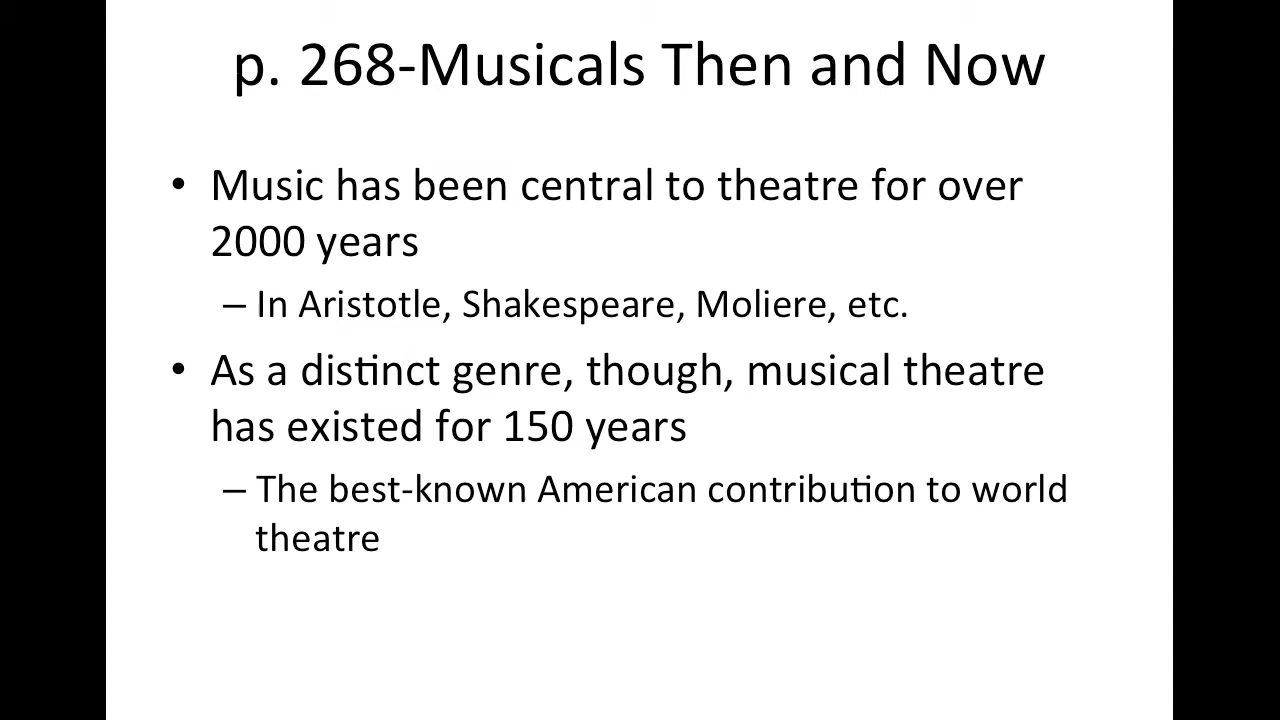 p. 268-Musicals Then and Now
• Music has been central to theatre for over
2000 years
– In Aristotle, Shakespeare, Moliere, etc.
• As a distinct genre, though, musical theatre
has existed for 150 years
– The best-known American contribution to world
theatre